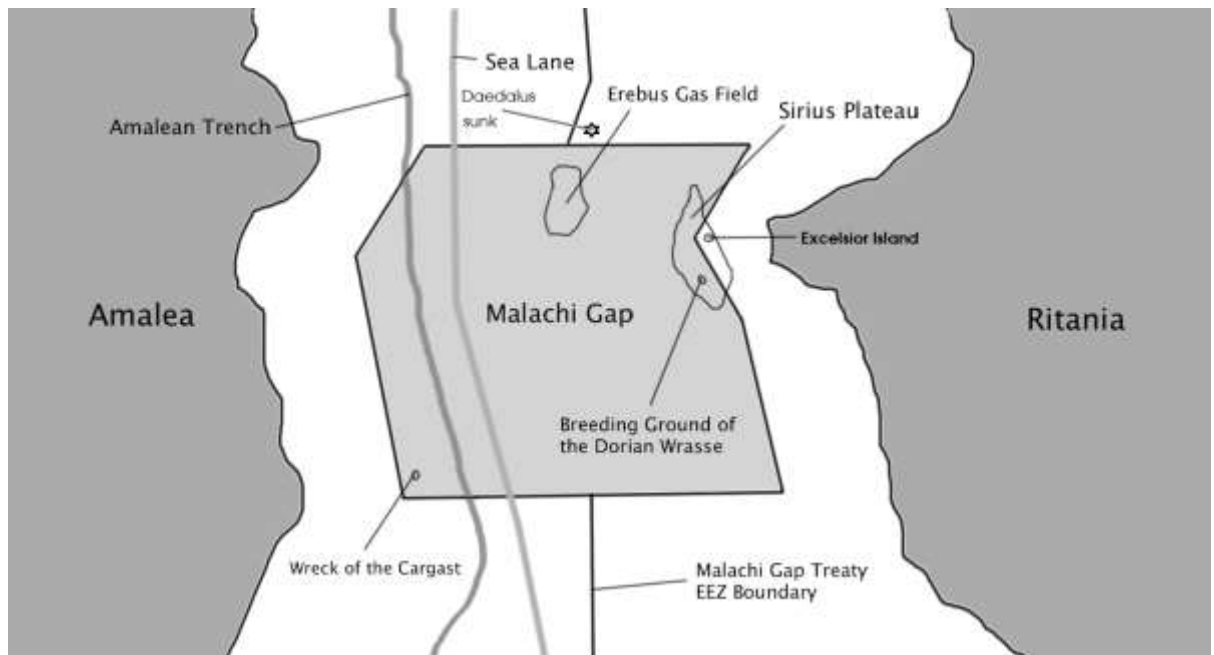 Sea Lane
Daedalus
sunk
Erebus Gas Field
Sirius Plateau
Amalean Trench
Excelsior Island
Amalea
Malachi Gap
Ritania
Breeding Ground of
the Dorian Wrasse
Wreck of the Cargast
Malachi Gap Treaty
EEZ Boundary